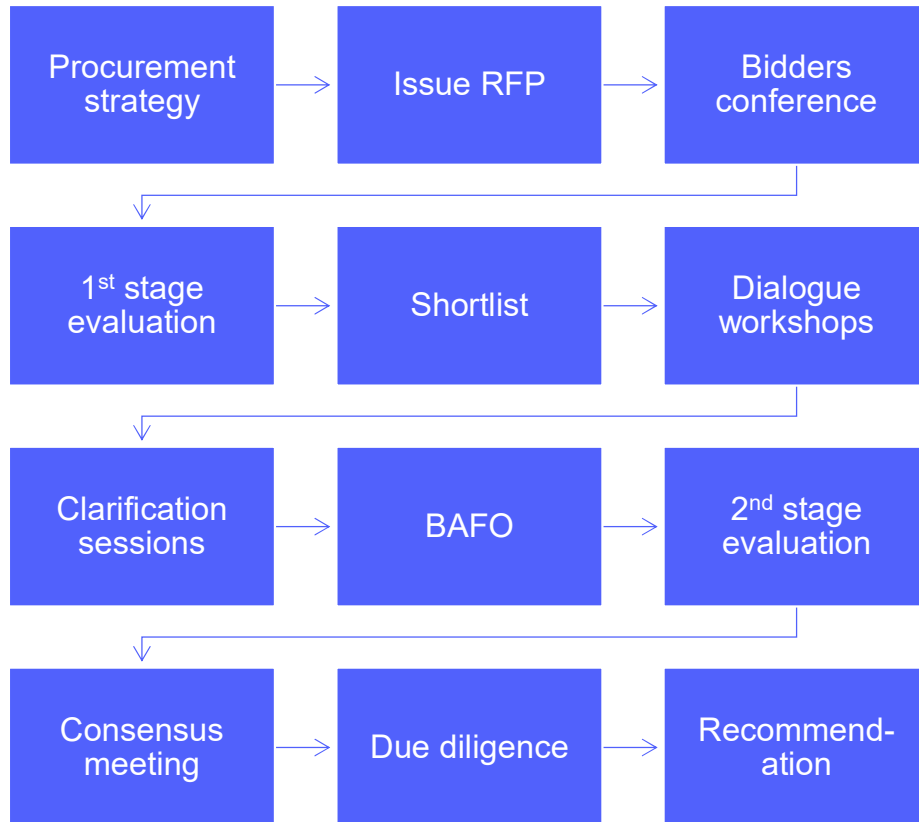 Procurement
strategy
Issue RFP
Bidders
conference
1st stage
evaluation
Shortlist
Dialogue
workshops
Clarification
sessions
BAFO
2nd stage
evaluation
Consensus
meeting
Due diligence
Recommend-
ation